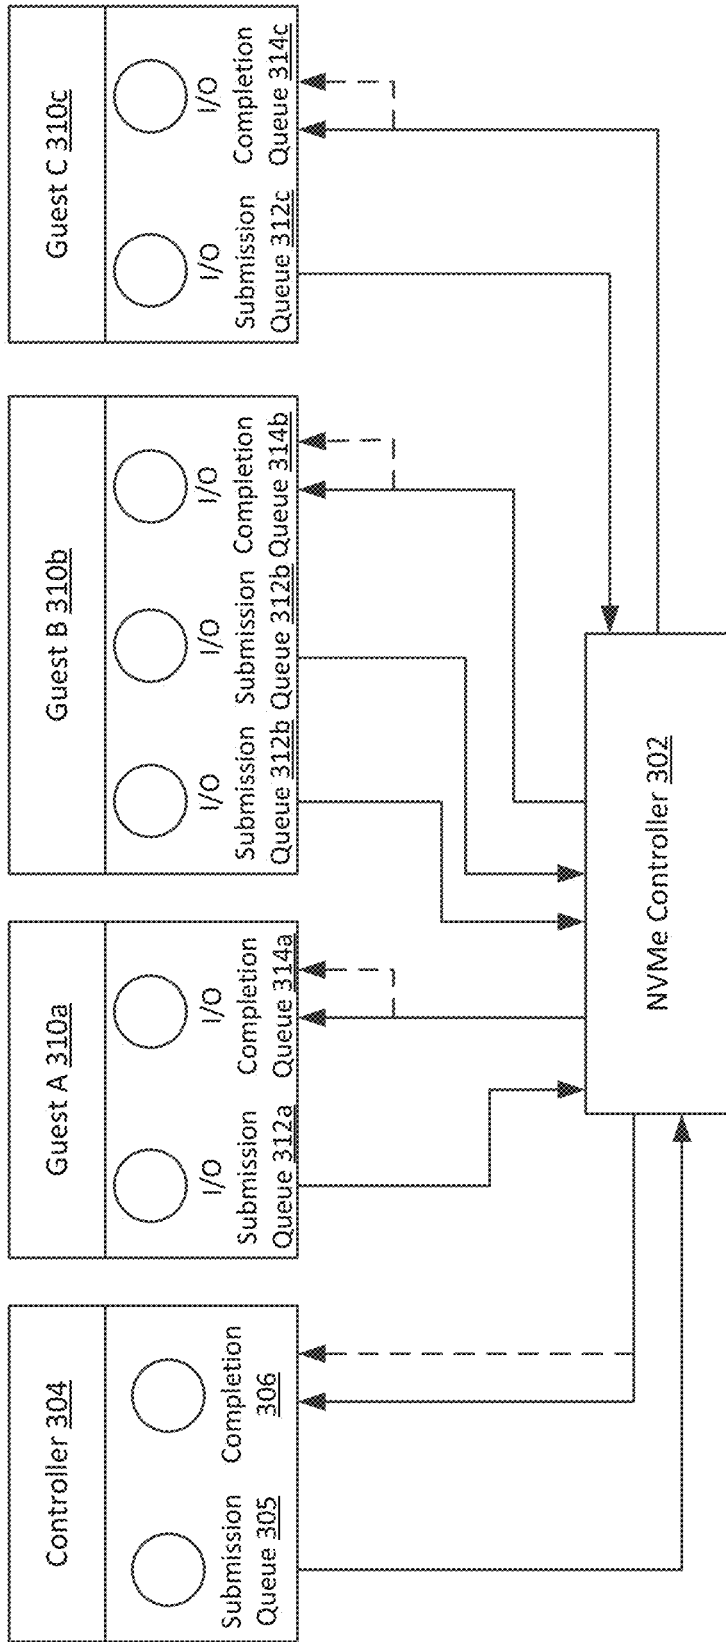 Controller 304
Submission
Queue 305
Completion
306
Guest A 310a
I/O
Submission
Queue 312a
I/O
Completion
Queue 314a
Guest B 310b
I/O
Submission
Queue 312b
I/O
Submission
Queue 312b
I/O
Completion
Queue 314b
Guest C 310c
I/O
Submission
Queue 312c
I/O
Completion
Queue 314c
NVMe Controller 302